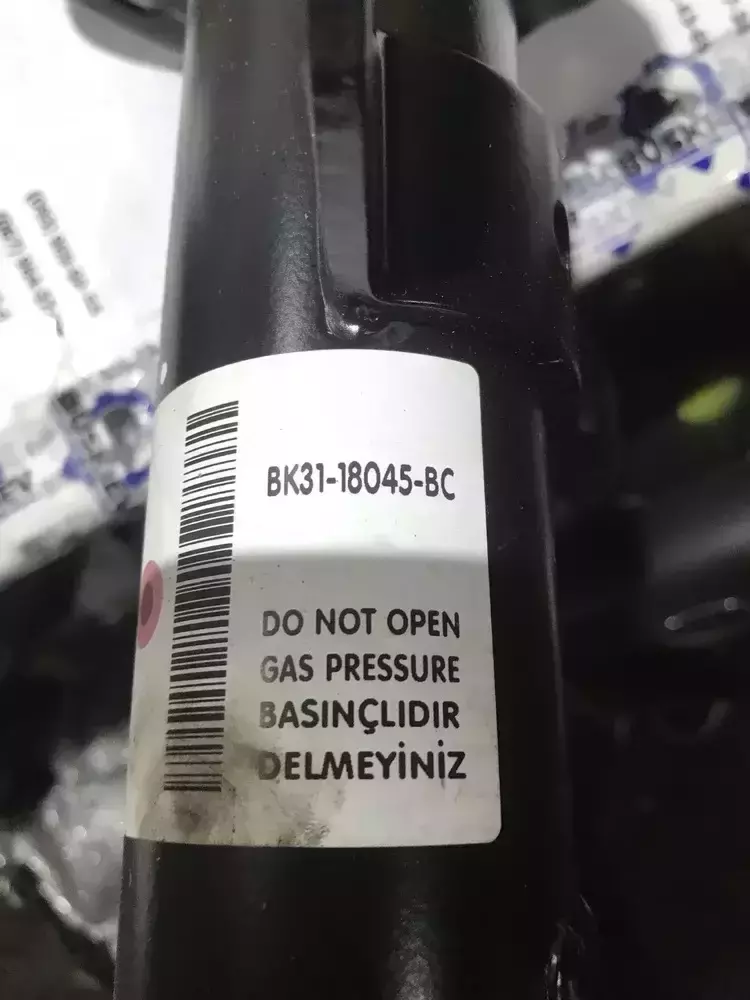 BK31-18045-BC
DO NOT OPEN
GAS PRESSURE
BASINÇLIDIR
DELMEYİNİZ